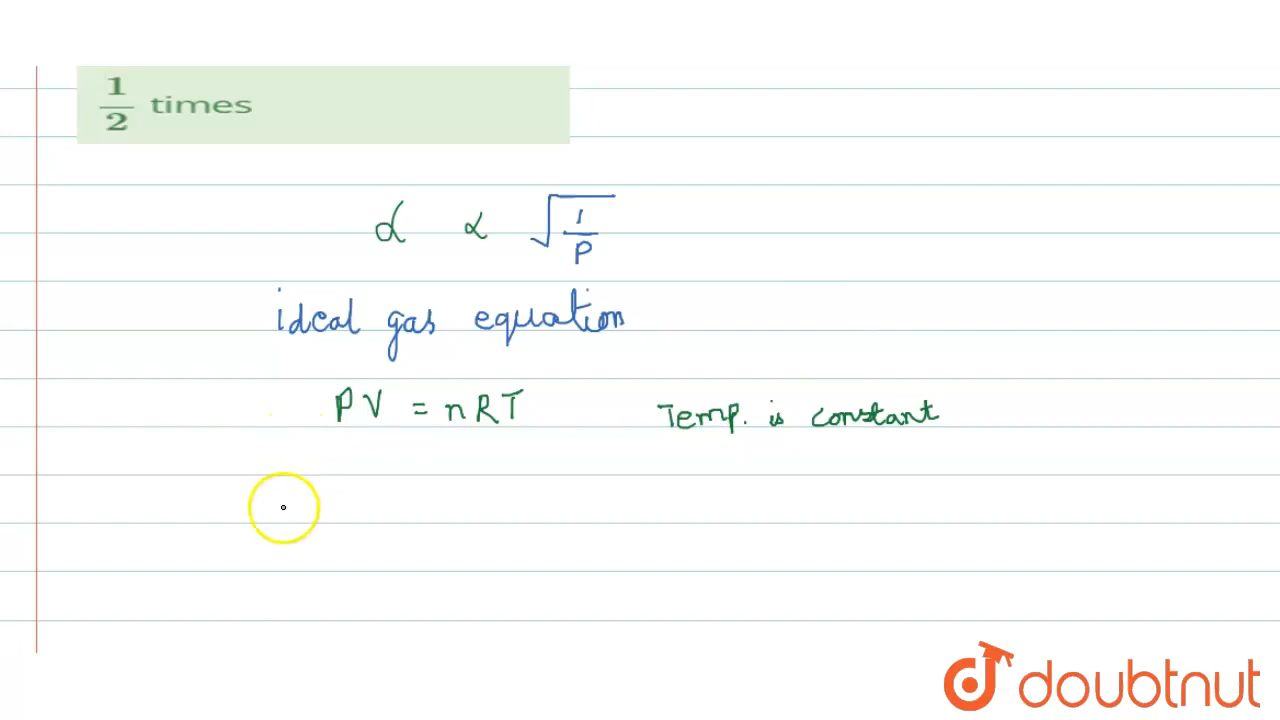 1/2 times
α ∝ √(1/P)
ideal gas equation
PV = nRT Temp. is constant
doubtnut